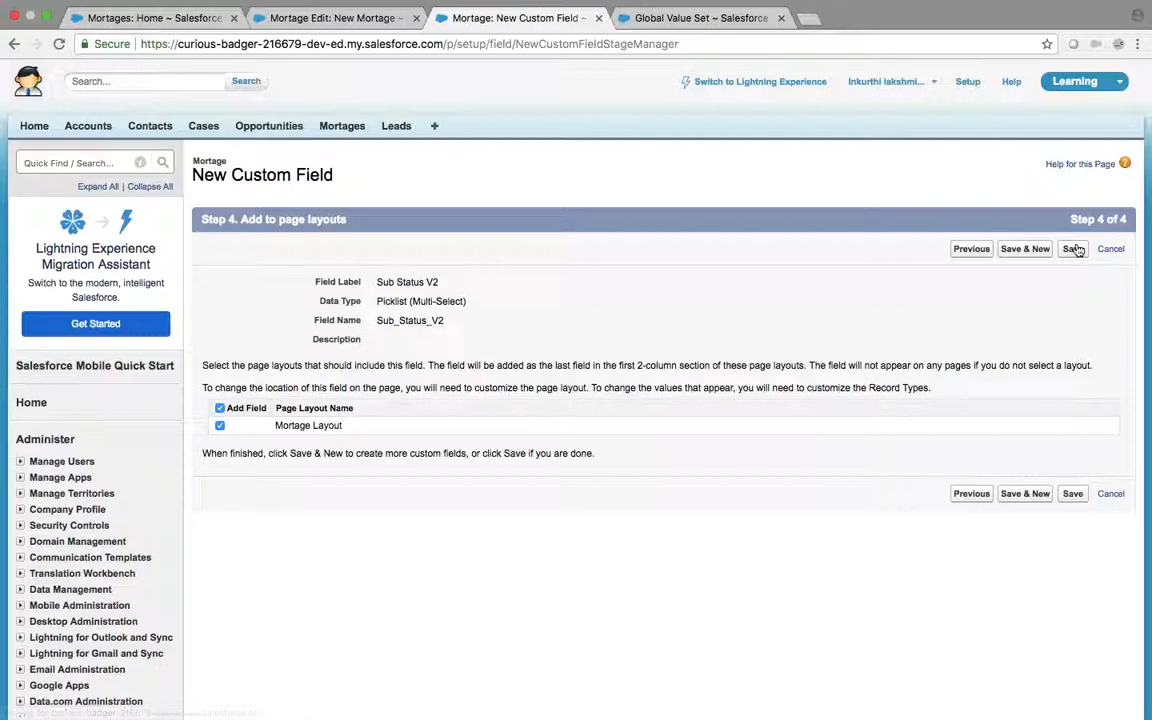 Mortages: Home ~ Salesforce
Mortage Edit: New Mortage ~
Mortage: New Custom Field ~
Global Value Set ~ Salesforce
Secure https://curious-badger-216679-dev-ed.my.salesforce.com/p/setup/field/NewCustomFieldStageManager
Search... Search
Switch to Lightning Experience Inkurthi lakshmi... Setup Help Learning
Home Accounts Contacts Cases Opportunities Mortages Leads +
Quick Find / Search...
Expand All | Collapse All
Lightning Experience
Migration Assistant
Switch to the modern, intelligent
Salesforce.
Get Started
Salesforce Mobile Quick Start
Home
Administer
Manage Users
Manage Apps
Manage Territories
Company Profile
Security Controls
Domain Management
Communication Templates
Translation Workbench
Data Management
Mobile Administration
Desktop Administration
Lightning for Outlook and Sync
Lightning for Gmail and Sync
Email Administration
Google Apps
Data.com Administration
Mortage
New Custom Field
Help for this Page ?
Step 4. Add to page layouts Step 4 of 4
Previous Save & New Save Cancel
Field Label Sub Status V2
Data Type Picklist (Multi-Select)
Field Name Sub_Status_V2
Description
Select the page layouts that should include this field. The field will be added as the last field in the first 2-column section of these page layouts. The field will not appear on any pages if you do not select a layout.
To change the location of this field on the page, you will need to customize the page layout. To change the values that appear, you will need to customize the Record Types.
Add Field Page Layout Name
Mortage Layout
When finished, click Save & New to create more custom fields, or click Save if you are done.
Previous Save & New Save Cancel